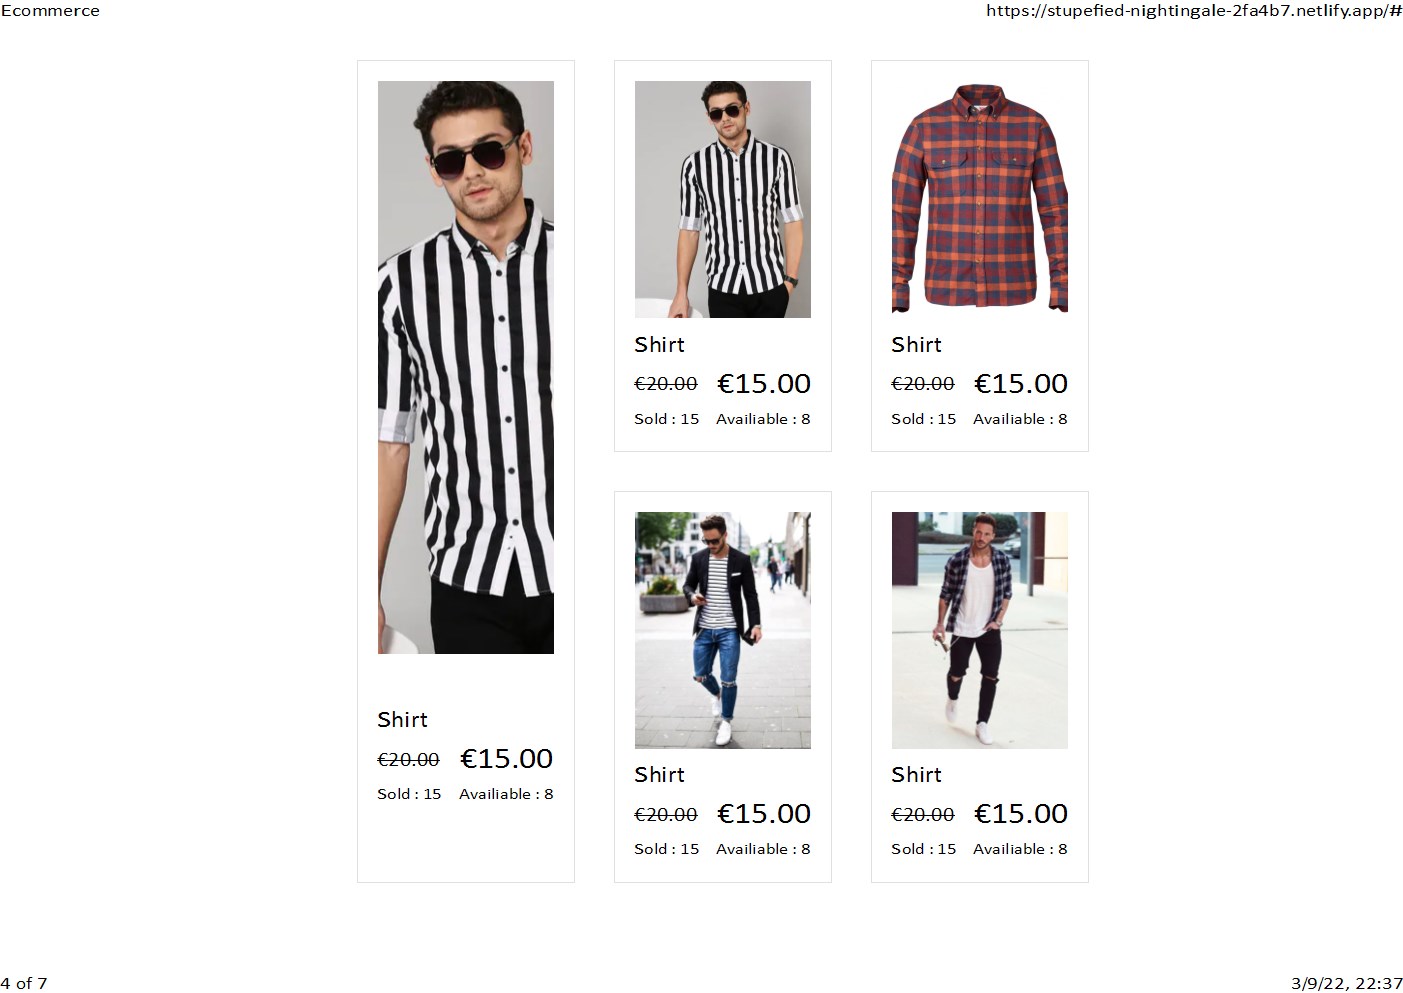 Ecommerce
https://stupefied-nightingale-2fa4b7.netlify.app/#
Shirt
€20.00 €15.00
Sold : 15 Availiable : 8
Shirt
€20.00 €15.00
Sold : 15 Availiable : 8
Shirt
€20.00 €15.00
Sold : 15 Availiable : 8
Shirt
€20.00 €15.00
Sold : 15 Availiable : 8
Shirt
€20.00 €15.00
Sold : 15 Availiable : 8
4 of 7
3/9/22, 22:37